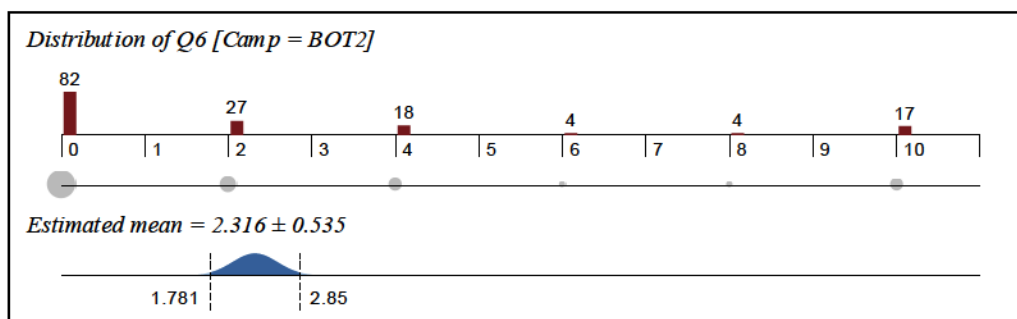 Distribution of Q6 [Camp = BOT2]
82 27 18 4 4 17
0 1 2 3 4 5 6 7 8 9 10
Estimated mean = 2.316 ± 0.535
1.781 2.85